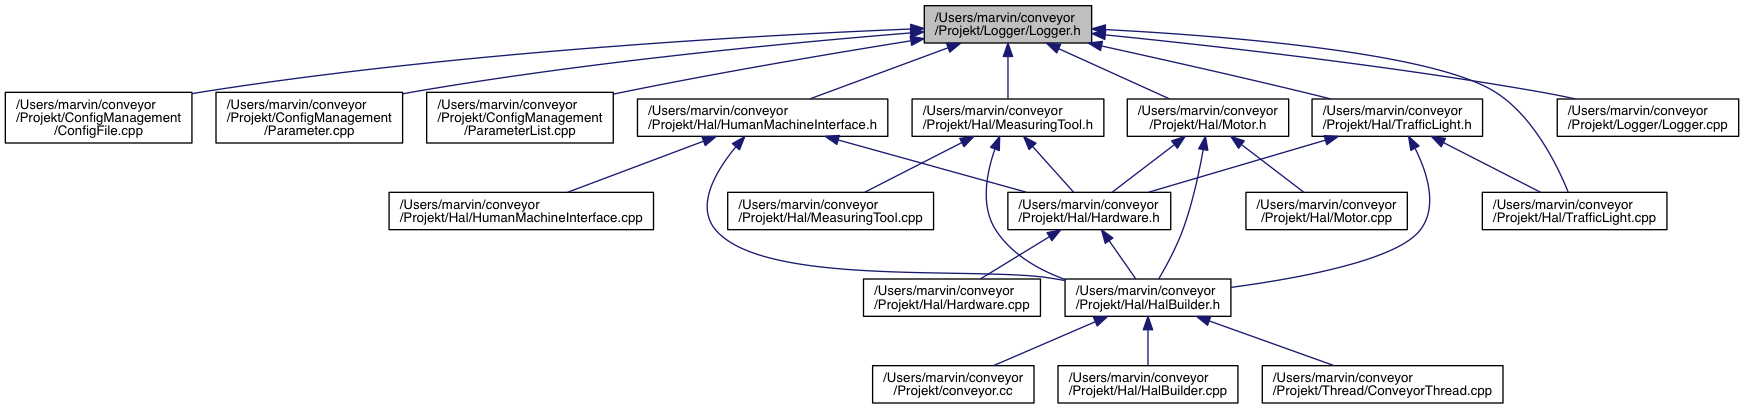 /Users/marvin/conveyor
/Projekt/Logger/Logger.h
/Users/marvin/conveyor
/Projekt/ConfigManagement
/ConfigFile.cpp
/Users/marvin/conveyor
/Projekt/ConfigManagement
/Parameter.cpp
/Users/marvin/conveyor
/Projekt/ConfigManagement
/ParameterList.cpp
/Users/marvin/conveyor
/Projekt/Hal/HumanMachineInterface.h
/Users/marvin/conveyor
/Projekt/Hal/MeasuringTool.h
/Users/marvin/conveyor
/Projekt/Hal/Motor.h
/Users/marvin/conveyor
/Projekt/Hal/TrafficLight.h
/Users/marvin/conveyor
/Projekt/Logger/Logger.cpp
/Users/marvin/conveyor
/Projekt/Hal/HumanMachineInterface.cpp
/Users/marvin/conveyor
/Projekt/Hal/MeasuringTool.cpp
/Users/marvin/conveyor
/Projekt/Hal/Hardware.h
/Users/marvin/conveyor
/Projekt/Hal/Motor.cpp
/Users/marvin/conveyor
/Projekt/Hal/TrafficLight.cpp
/Users/marvin/conveyor
/Projekt/Hal/Hardware.cpp
/Users/marvin/conveyor
/Projekt/Hal/HalBuilder.h
/Users/marvin/conveyor
/Projekt/conveyor.cc
/Users/marvin/conveyor
/Projekt/Hal/HalBuilder.cpp
/Users/marvin/conveyor
/Projekt/Thread/ConveyorThread.cpp